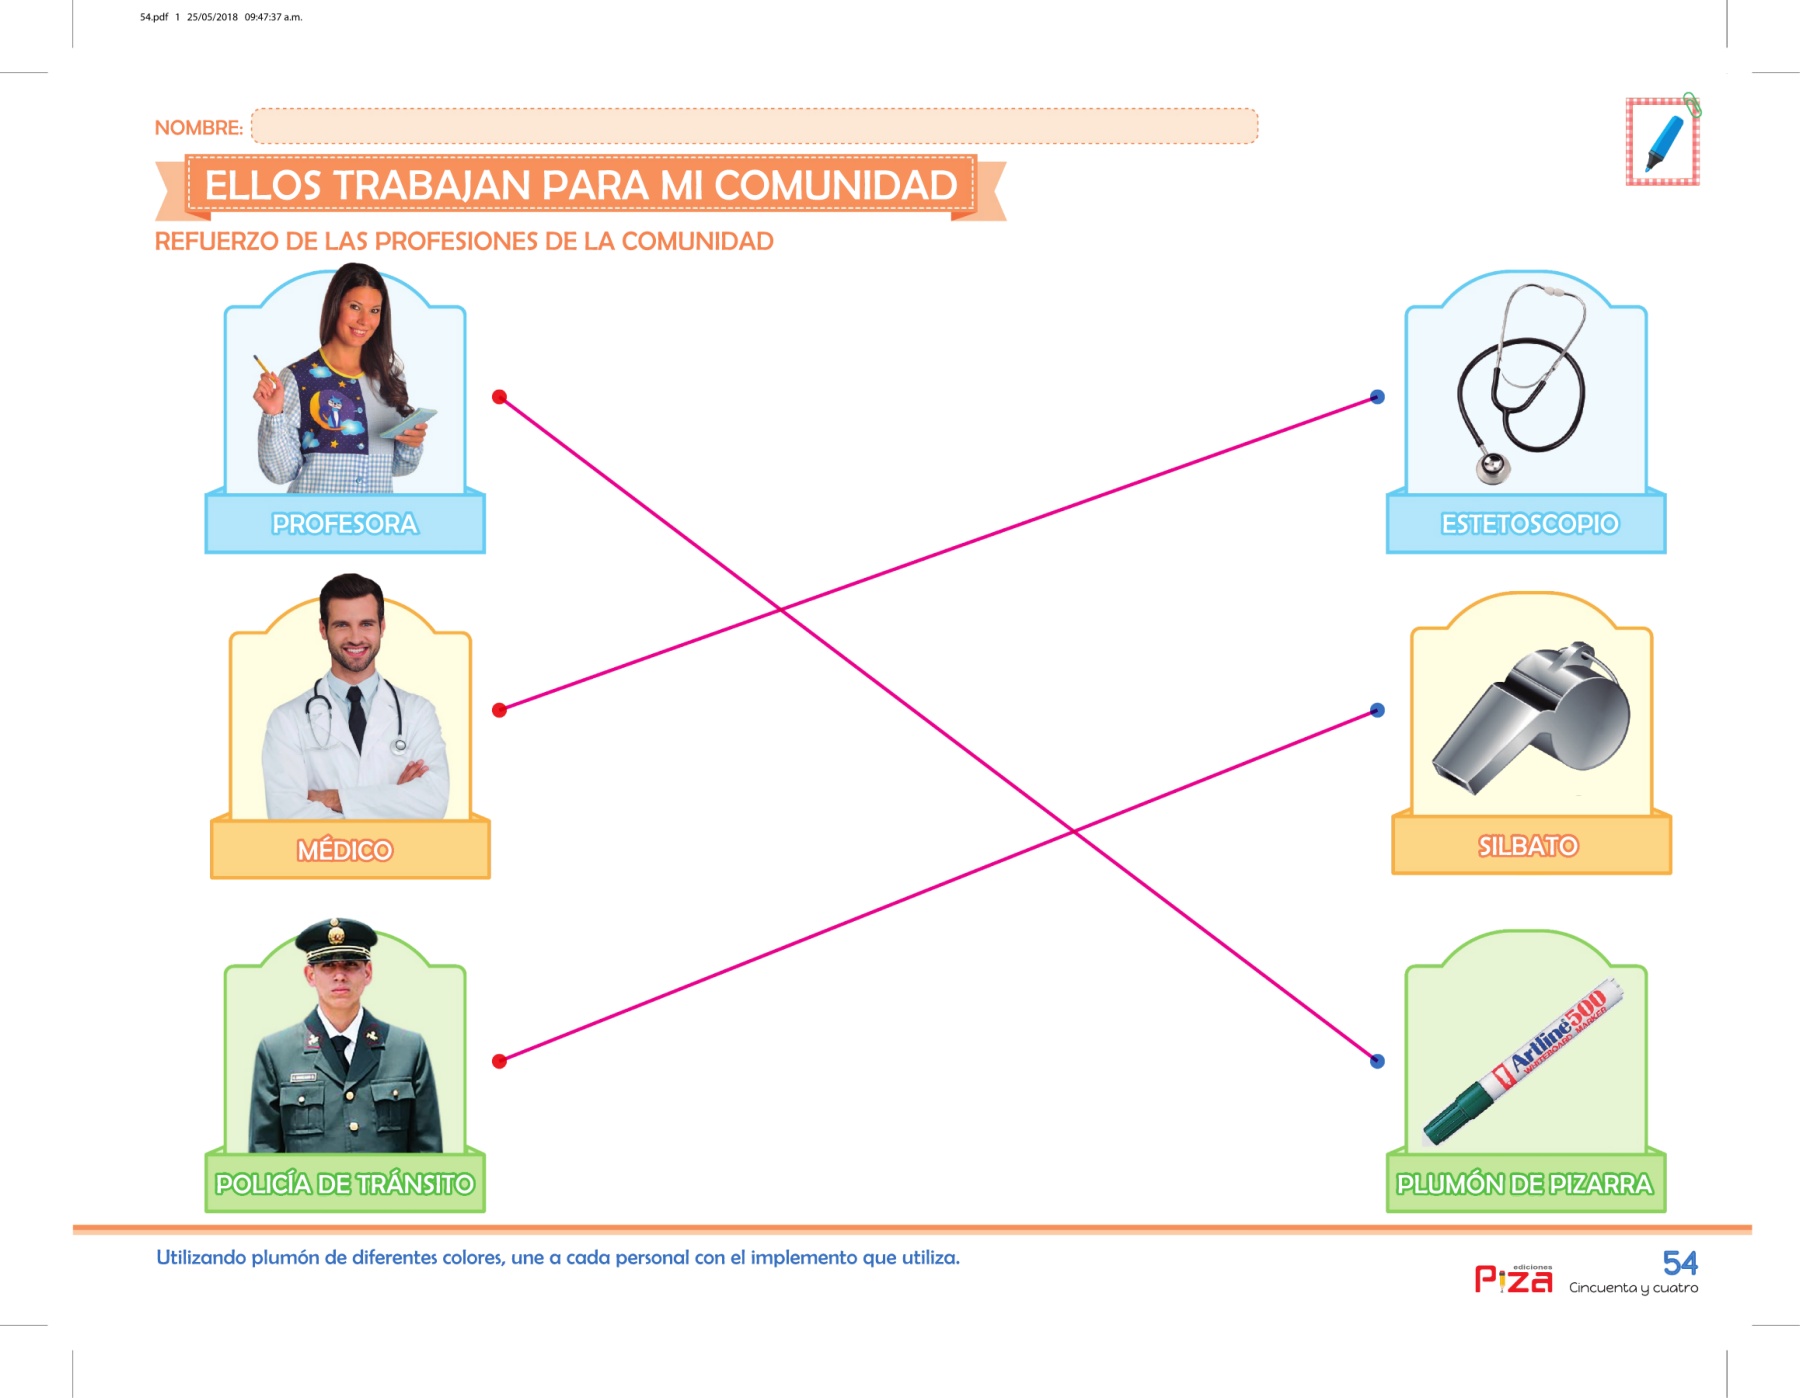 54.pdf 1 25/05/2018 09:47:37 a.m.
NOMBRE:
ELLOS TRABAJAN PARA MI COMUNIDAD
REFUERZO DE LAS PROFESIONES DE LA COMUNIDAD
PROFESORA
ESTETOSCOPIO
MÉDICO
SILBATO
Artline 500
WHITEBOARD MARKER
POLICÍA DE TRÁNSITO
PLUMÓN DE PIZARRA
Utilizando plumón de diferentes colores, une a cada personal con el implemento que utiliza.
ediciones
Piza
54
Cincuenta y cuatro